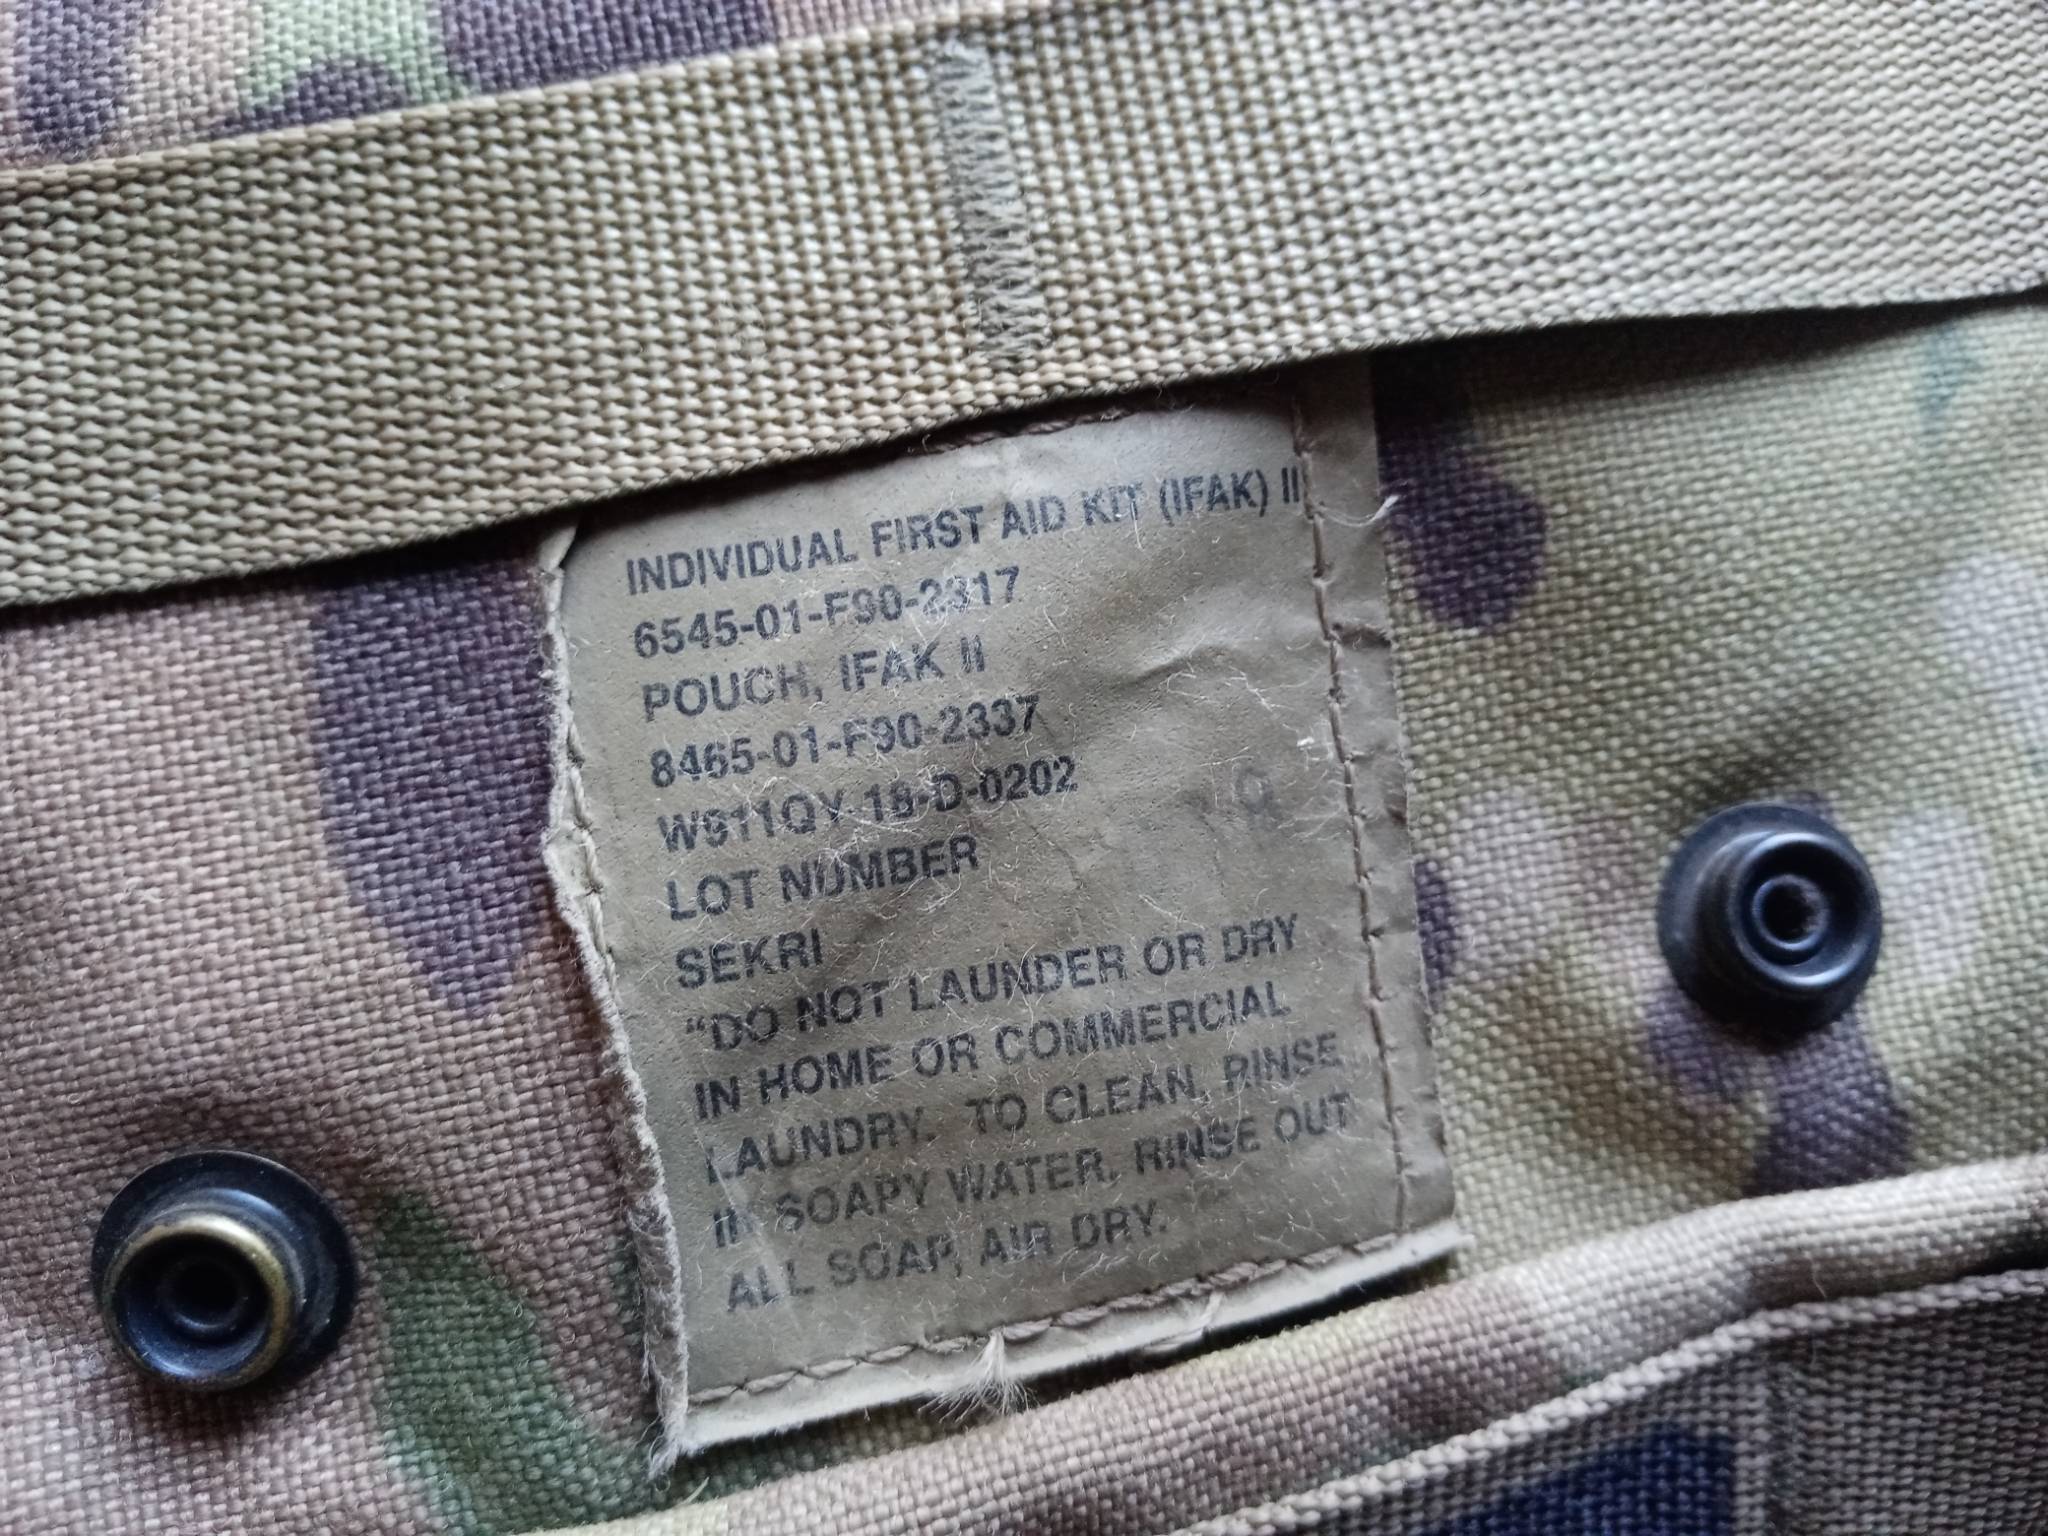 INDIVIDUAL FIRST AID KIT (IFAK) II
6545-01-F90-2317
POUCH, IFAK II
8465-01-F90-2337
W911QY-18-D-0202
LOT NUMBER
SEKRI
"DO NOT LAUNDER OR DRY
IN HOME OR COMMERCIAL
LAUNDRY. TO CLEAN, RINSE
IN SOAPY WATER. RINSE OUT
ALL SOAP, AIR DRY.